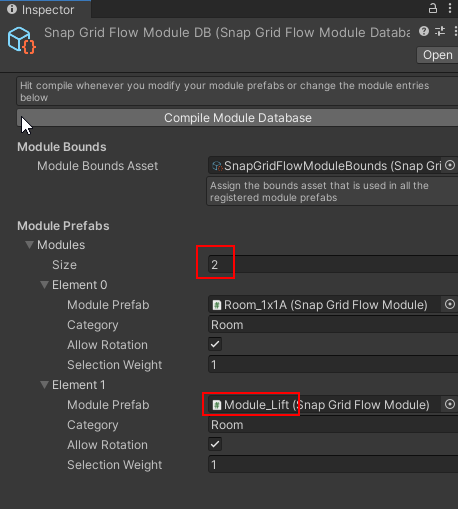 Inspector
Snap Grid Flow Module DB (Snap Grid Flow Module Databa
Open
Hit compile whenever you modify your module prefabs or change the module entries
below
Compile Module Database
Module Bounds
Module Bounds Asset SnapGridFlowModuleBounds (Snap Gri
Assign the bounds asset that is used in all the
registered module prefabs
Module Prefabs
Modules
Size 2
Element 0
Module Prefab Room_1x1A (Snap Grid Flow Module)
Category Room
Allow Rotation
Selection Weight 1
Element 1
Module Prefab Module_Lift (Snap Grid Flow Module)
Category Room
Allow Rotation
Selection Weight 1